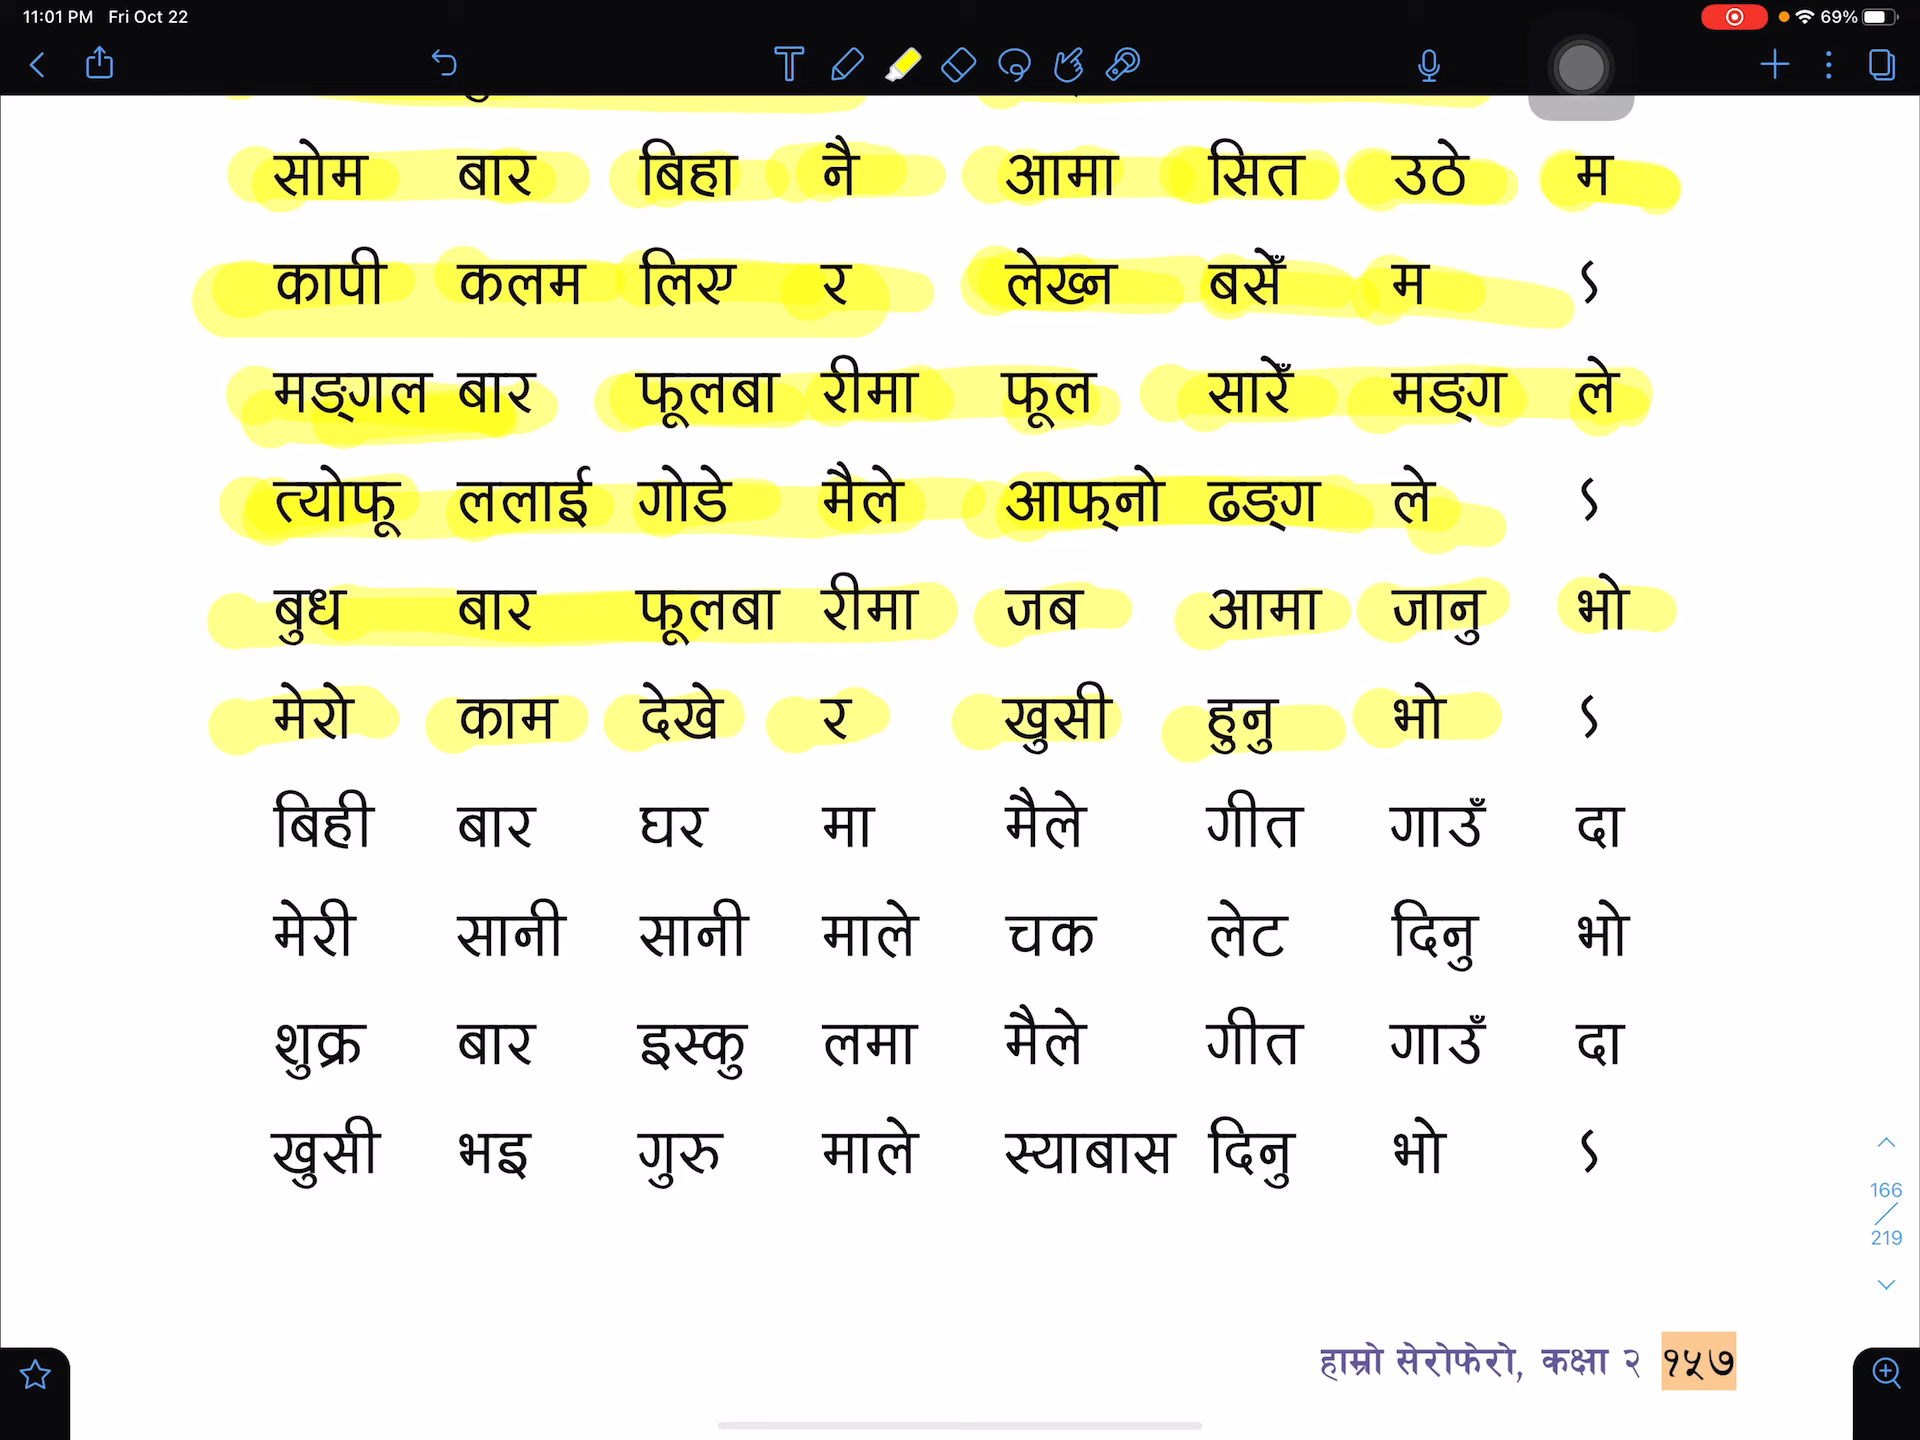 11:01 PM Fri Oct 22 69%
सोम बार बिहा नै आमा सित उठे म
कापी कलम लिए र लेख्न बसेँ म ऽ
मङ्गल बार फूलबा रीमा फूल सारेँ मङ्ग ले
त्योफू ललाई गोडे मैले आफ्नो ढङ्ग ले ऽ
बुध बार फूलबा रीमा जब आमा जानु भो
मेरो काम देखे र खुसी हुनु भो ऽ
बिही बार घर मा मैले गीत गाउँ दा
मेरी सानी सानी माले चक लेट दिनु भो
शुक्र बार इस्कु लमा मैले गीत गाउँ दा
खुसी भइ गुरु माले स्याबास दिनु भो ऽ
166
/
219
हाम्रो सेरोफेरो, कक्षा २ १५७